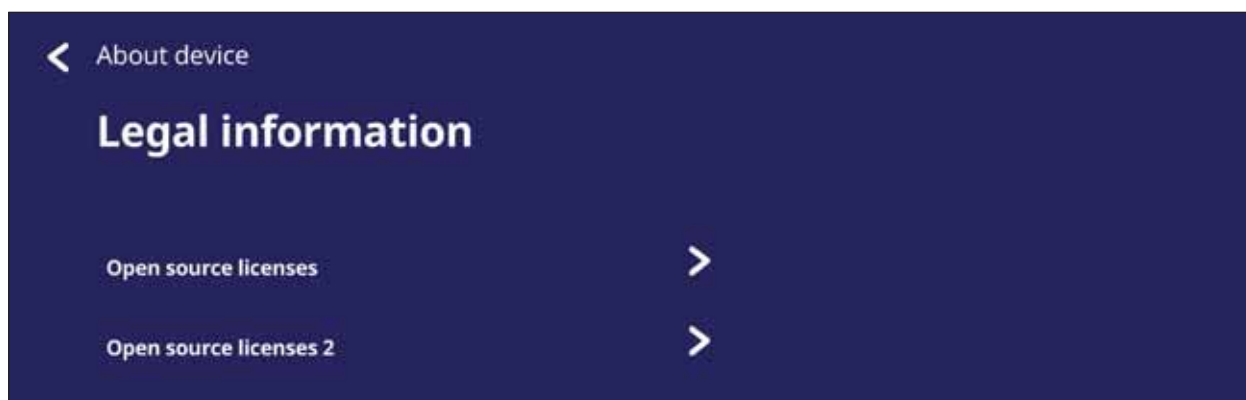 About device
Legal information
Open source licenses
Open source licenses 2